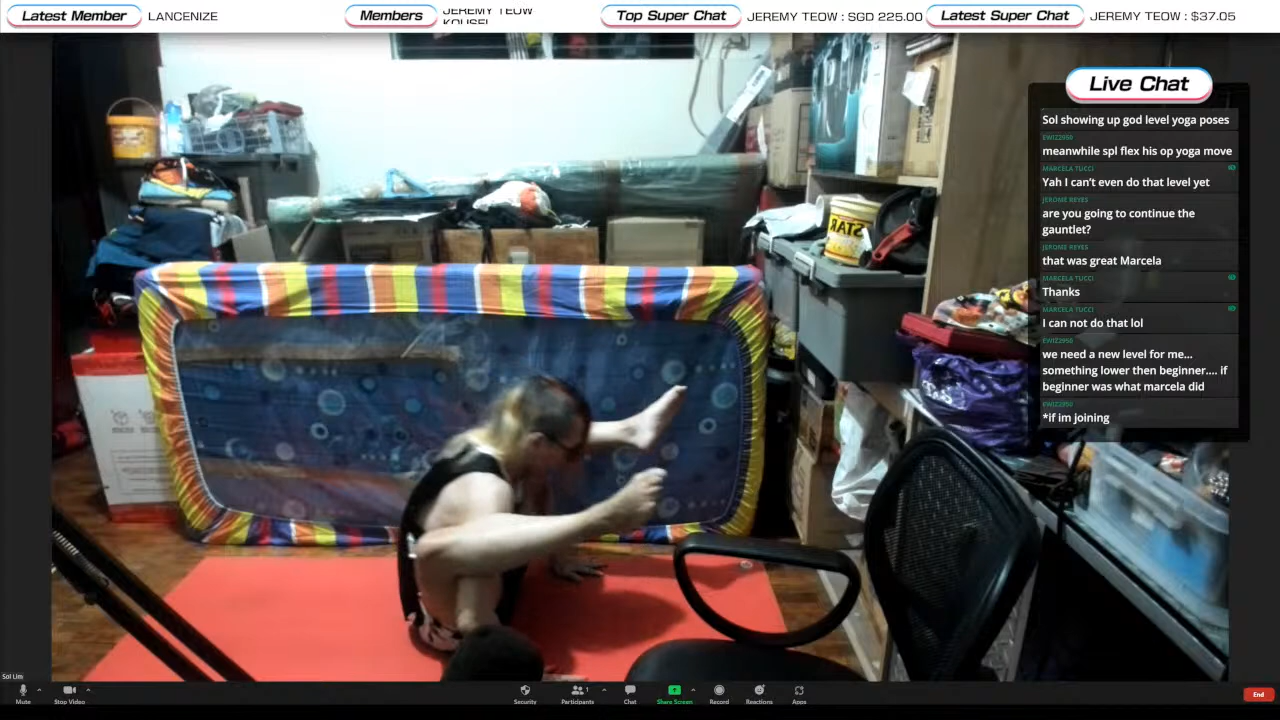 Latest Member LANCENIZE Members JEREMY TEOW Top Super Chat JEREMY TEOW : SGD 225.00 Latest Super Chat JEREMY TEOW : $37.05
Live Chat
Sol showing up god level yoga poses
EWIZ2950
meanwhile spl flex his op yoga move
MARCELA TUCCI
Yah I can't even do that level yet
JEROME REYES
are you going to continue the
gauntlet?
JEROME REYES
that was great Marcela
MARCELA TUCCI
Thanks
MARCELA TUCCI
I can not do that lol
EWIZ2950
we need a new level for me...
something lower then beginner.... if
beginner was what marcela did
EWIZ2950
*if im joining
STAR
Sol Lim
Mute Stop Video Security Participants 1 Chat Share Screen Record Reactions Apps End